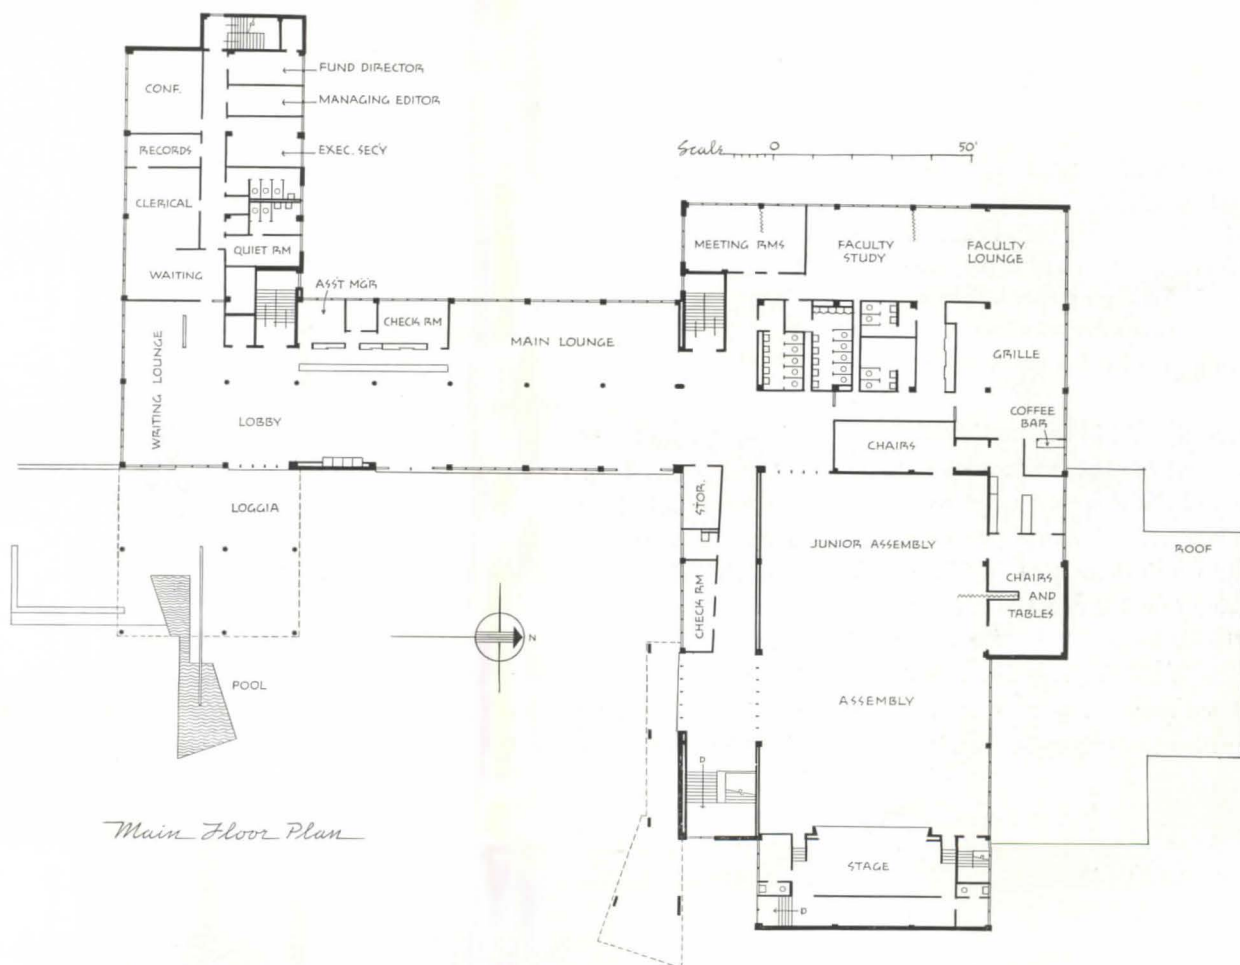 FUND DIRECTOR
CONF.
MANAGING EDITOR
RECORDS
EXEC. SEC'Y
Scale
0
50'
CLERICAL
QUIET RM
MEETING RMS
FACULTY
STUDY
FACULTY
LOUNGE
WAITING
ASST MGR
CHECK RM
MAIN LOUNGE
WRITING LOUNGE
GRILLE
LOBBY
COFFEE
BAR
CHAIRS
LOGGIA
STOR.
JUNIOR ASSEMBLY
ROOF
CHECK RM
CHAIRS
AND
TABLES
N
POOL
ASSEMBLY
D
Main Floor Plan
STAGE
D